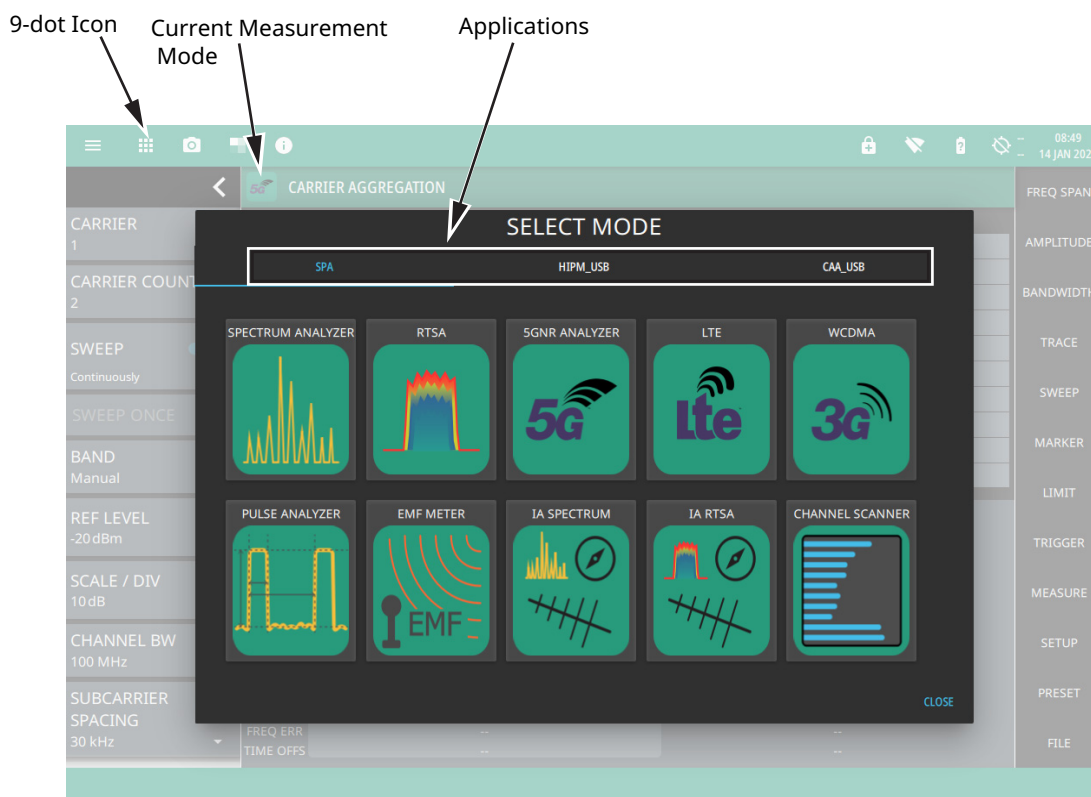 9-dot Icon
Current Measurement
Mode
Applications
08:49
14 JAN 202
5G
CARRIER AGGREGATION
FREQ SPAN
CARRIER
1
SELECT MODE
AMPLITUDE
SPA
HIPM_USB
CAA_USB
CARRIER COUNT
2
BANDWIDTH
SPECTRUM ANALYZER
RTSA
5GNR ANALYZER
LTE
WCDMA
TRACE
SWEEP
Continuously
SWEEP
5G
Lte
3G
SWEEP ONCE
MARKER
BAND
Manual
LIMIT
REF LEVEL
-20 dBm
PULSE ANALYZER
EMF METER
IA SPECTRUM
IA RTSA
CHANNEL SCANNER
TRIGGER
SCALE / DIV
10 dB
MEASURE
EMF
CHANNEL BW
100 MHz
SETUP
SUBCARRIER
SPACING
30 kHz
PRESET
CLOSE
FREQ ERR
--
--
TIME OFFS
--
--
FILE